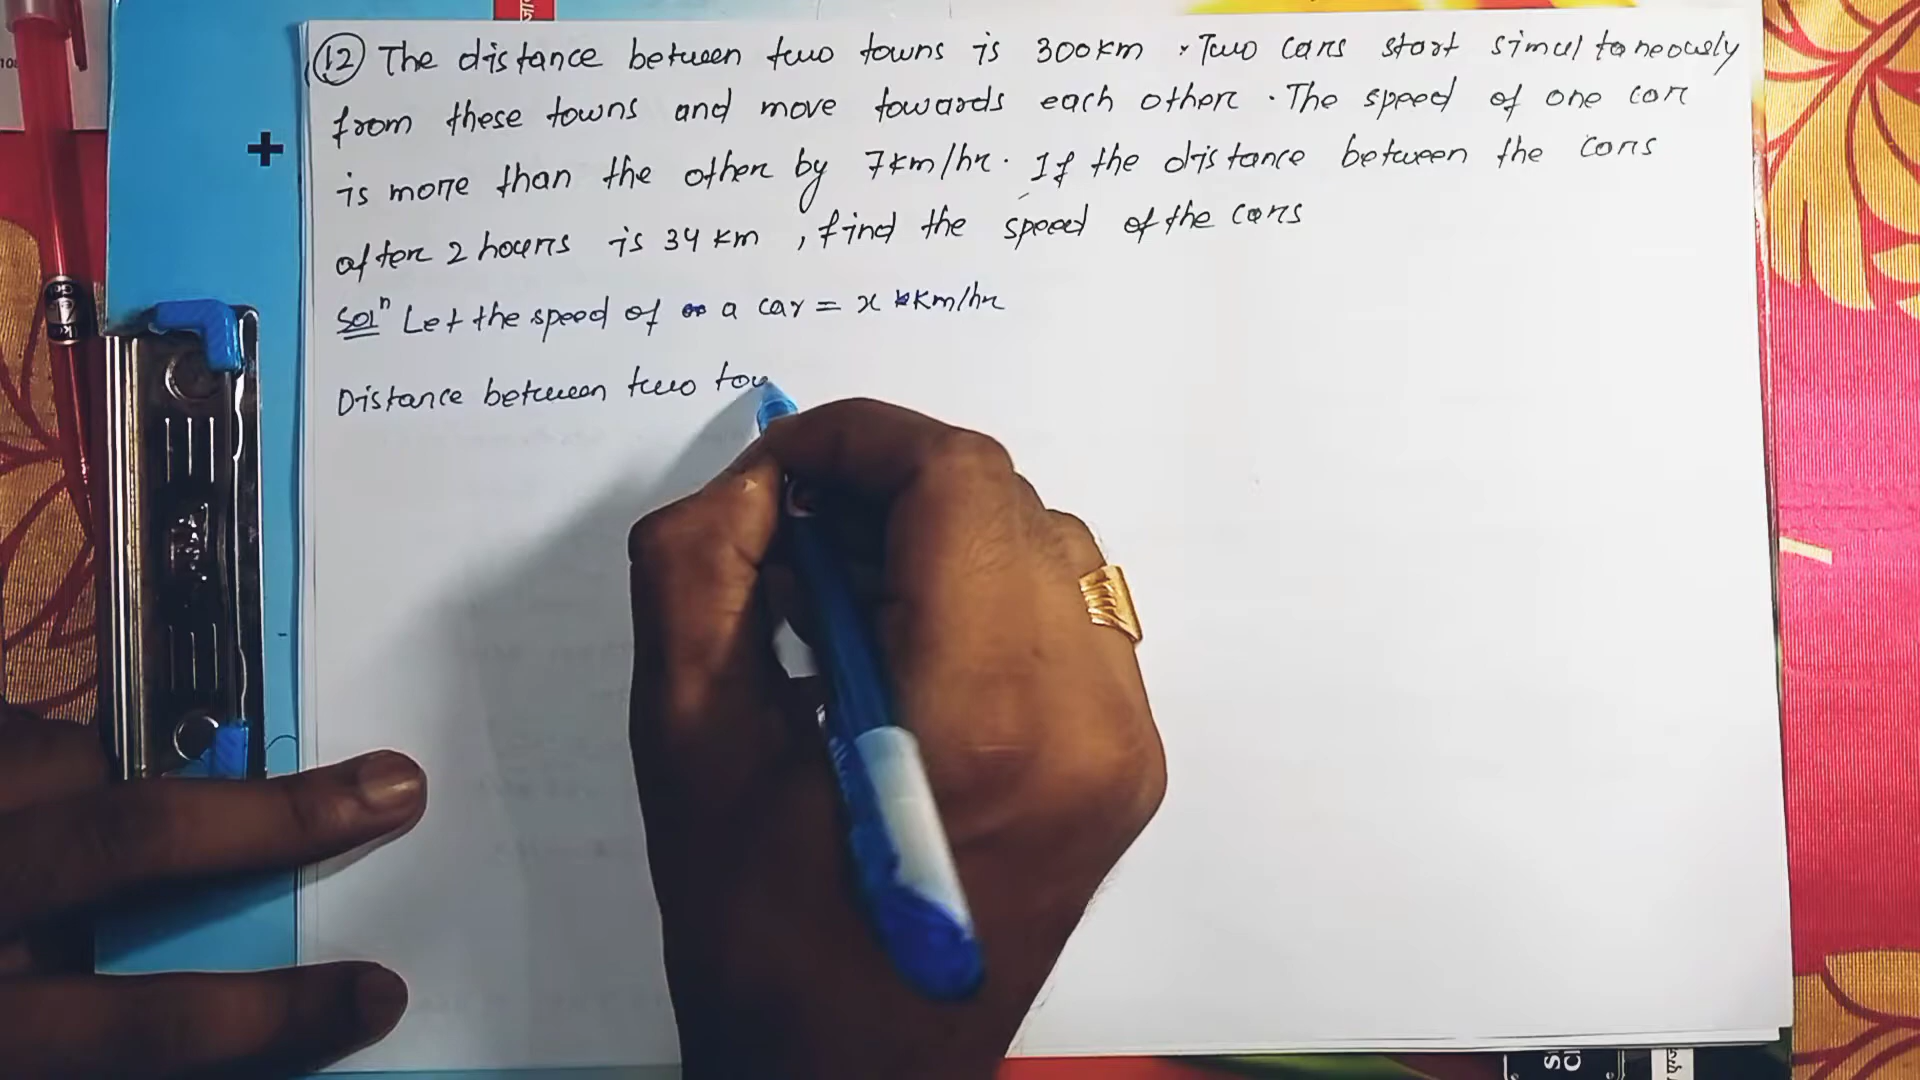 (12) The distance between two towns is 300km . Two cars start simultaneously
from these towns and move towards each other . The speed of one car
is more than the other by 7km/hr . If the distance between the cars
after 2 hours is 34 km , find the speed of the cars
Solⁿ Let the speed of a car = x km/hr
Distance between two tow